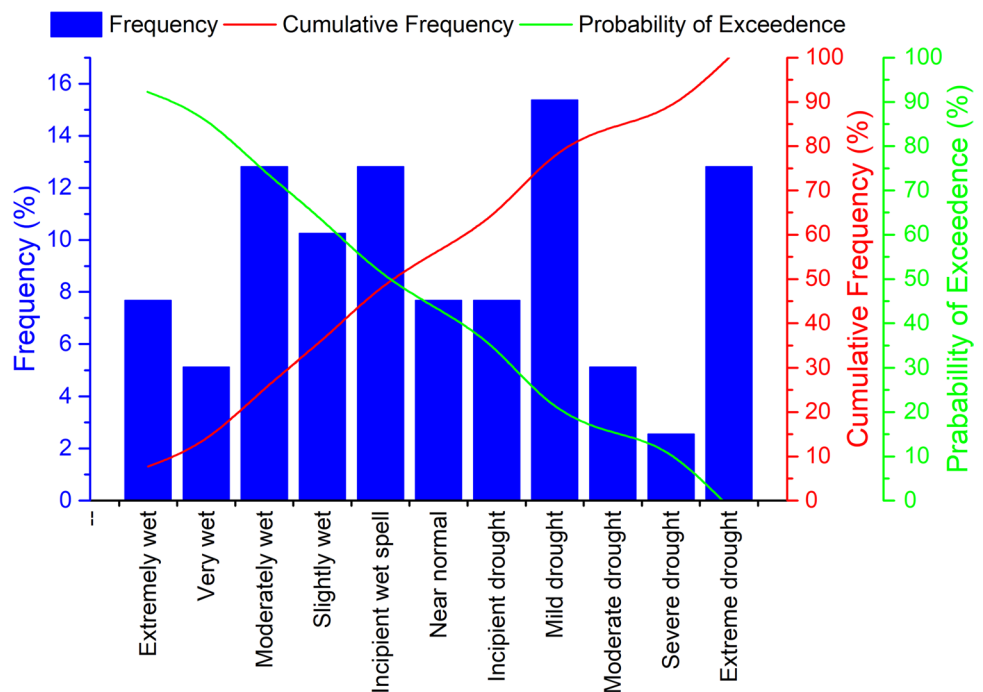 Frequency Cumulative Frequency Probability of Exceedence
Frequency (%)
16
14
12
10
8
6
4
2
0
100
90
80
70
60
50
40
30
20
10
0
Cumulative Frequency (%)
100
90
80
70
60
50
40
30
20
10
0
Prabability of Exceedence (%)
--
Extremely wet
Very wet
Moderately wet
Slightly wet
Incipient wet spell
Near normal
Incipient drought
Mild drought
Moderate drought
Severe drought
Extreme drought